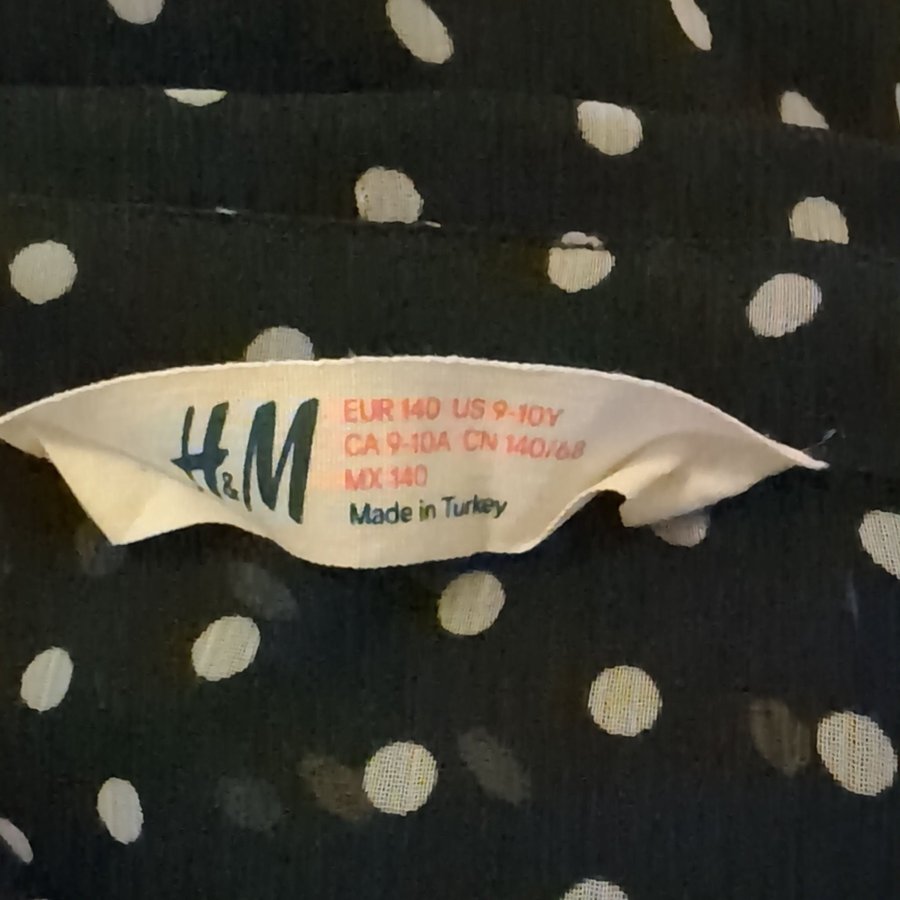 H&M
EUR 140 US 9-10Y
CA 9-10A CN 140/68
MX 140
Made in Turkey